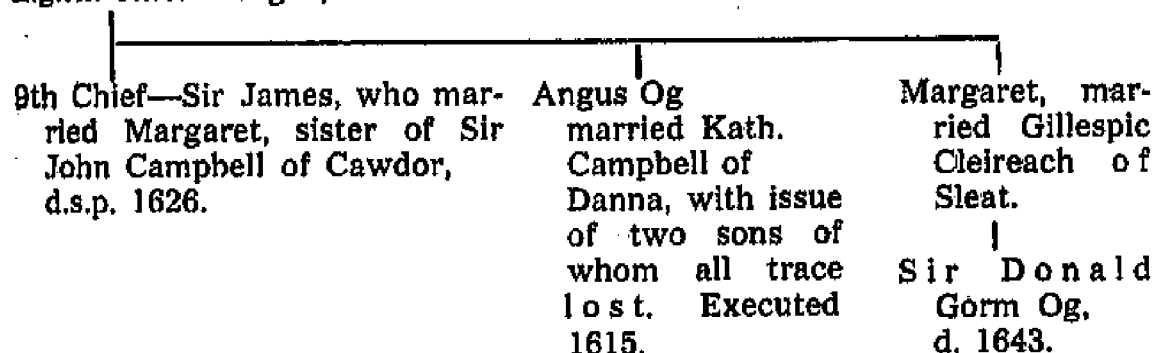 9th Chief—Sir James, who mar-
ried Margaret, sister of Sir
John Campbell of Cawdor,
d.s.p. 1626.
Angus Og
married Kath.
Campbell of
Danna, with issue
of two sons of
whom all trace
lost. Executed
1615.
Margaret, mar-
ried Gillespic
Cleireach of
Sleat.
Sir Donald
Gorm Og,
d. 1643.